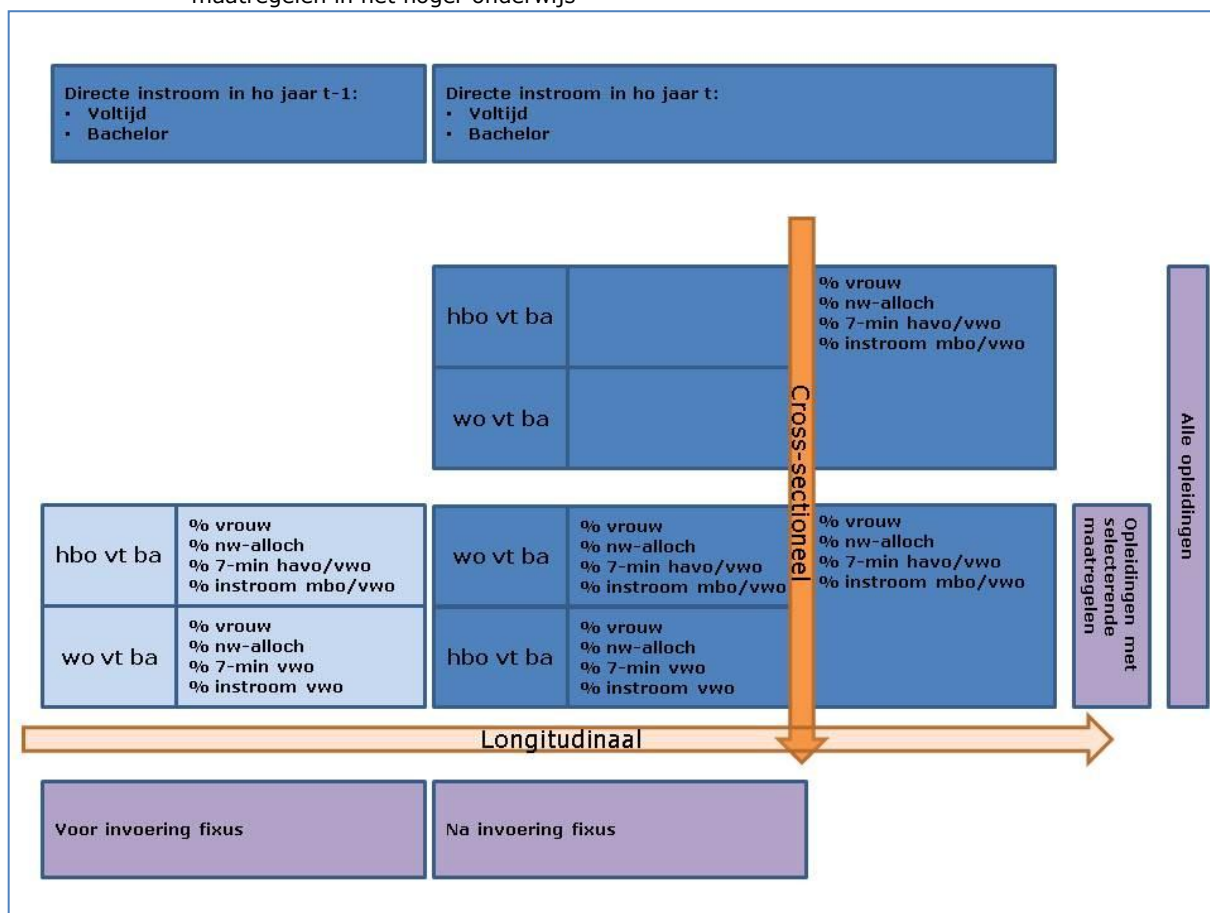 maatregelen in het hoger onderwijs
Directe instroom in ho jaar t-1:
• Voltijd
• Bachelor
Directe instroom in ho jaar t:
• Voltijd
• Bachelor
hbo vt ba
% vrouw
% nw-alloch
% 7-min havo/vwo
% instroom mbo/vwo
wo vt ba
Cross-sectioneel
Alle opleidingen
hbo vt ba
% vrouw
% nw-alloch
% 7-min havo/vwo
% instroom mbo/vwo
wo vt ba
% vrouw
% nw-alloch
% 7-min havo/vwo
% instroom mbo/vwo
% vrouw
% nw-alloch
% 7-min havo/vwo
% instroom mbo/vwo
Opleidingen met
selecterende
maatregelen
wo vt ba
% vrouw
% nw-alloch
% 7-min vwo
% instroom vwo
hbo vt ba
% vrouw
% nw-alloch
% 7-min vwo
% instroom vwo
Longitudinaal
Voor invoering fixus
Na invoering fixus